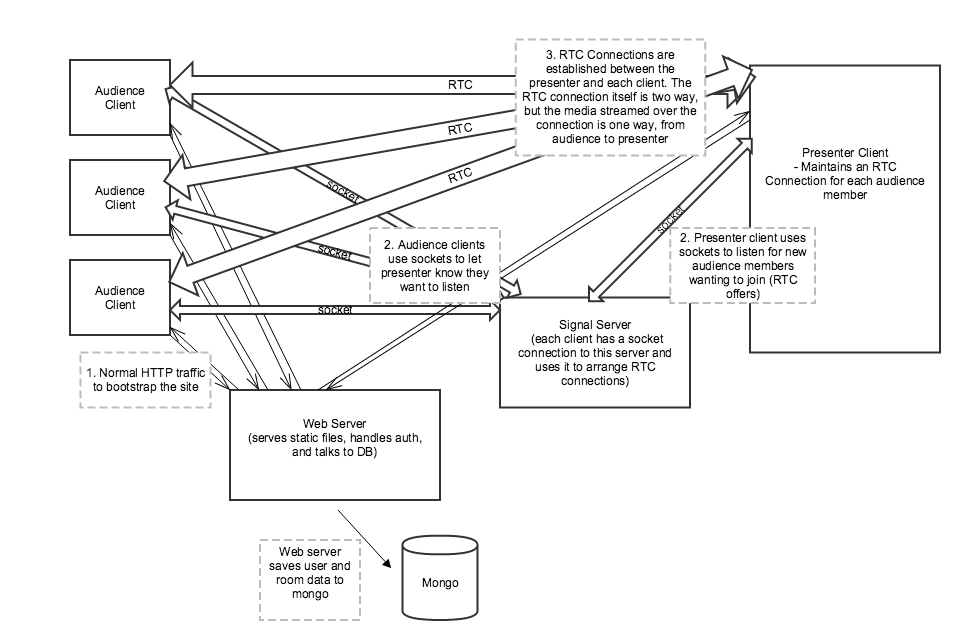 3. RTC Connections are
established between the
presenter and each client. The
RTC connection itself is two way,
but the media streamed over the
connection is one way, from
audience to presenter
Audience
Client
RTC
RTC
RTC
Audience
Client
socket
socket
socket
socket
Presenter Client
- Maintains an RTC
Connection for each audience
member
2. Audience clients
use sockets to let
presenter know they
want to listen
2. Presenter client uses
sockets to listen for new
audience members
wanting to join (RTC
offers)
Audience
Client
Signal Server
(each client has a socket
connection to this server and
uses it to arrange RTC
connections)
1. Normal HTTP traffic
to bootstrap the site
Web Server
(serves static files, handles auth,
and talks to DB)
Web server
saves user and
room data to
mongo
Mongo